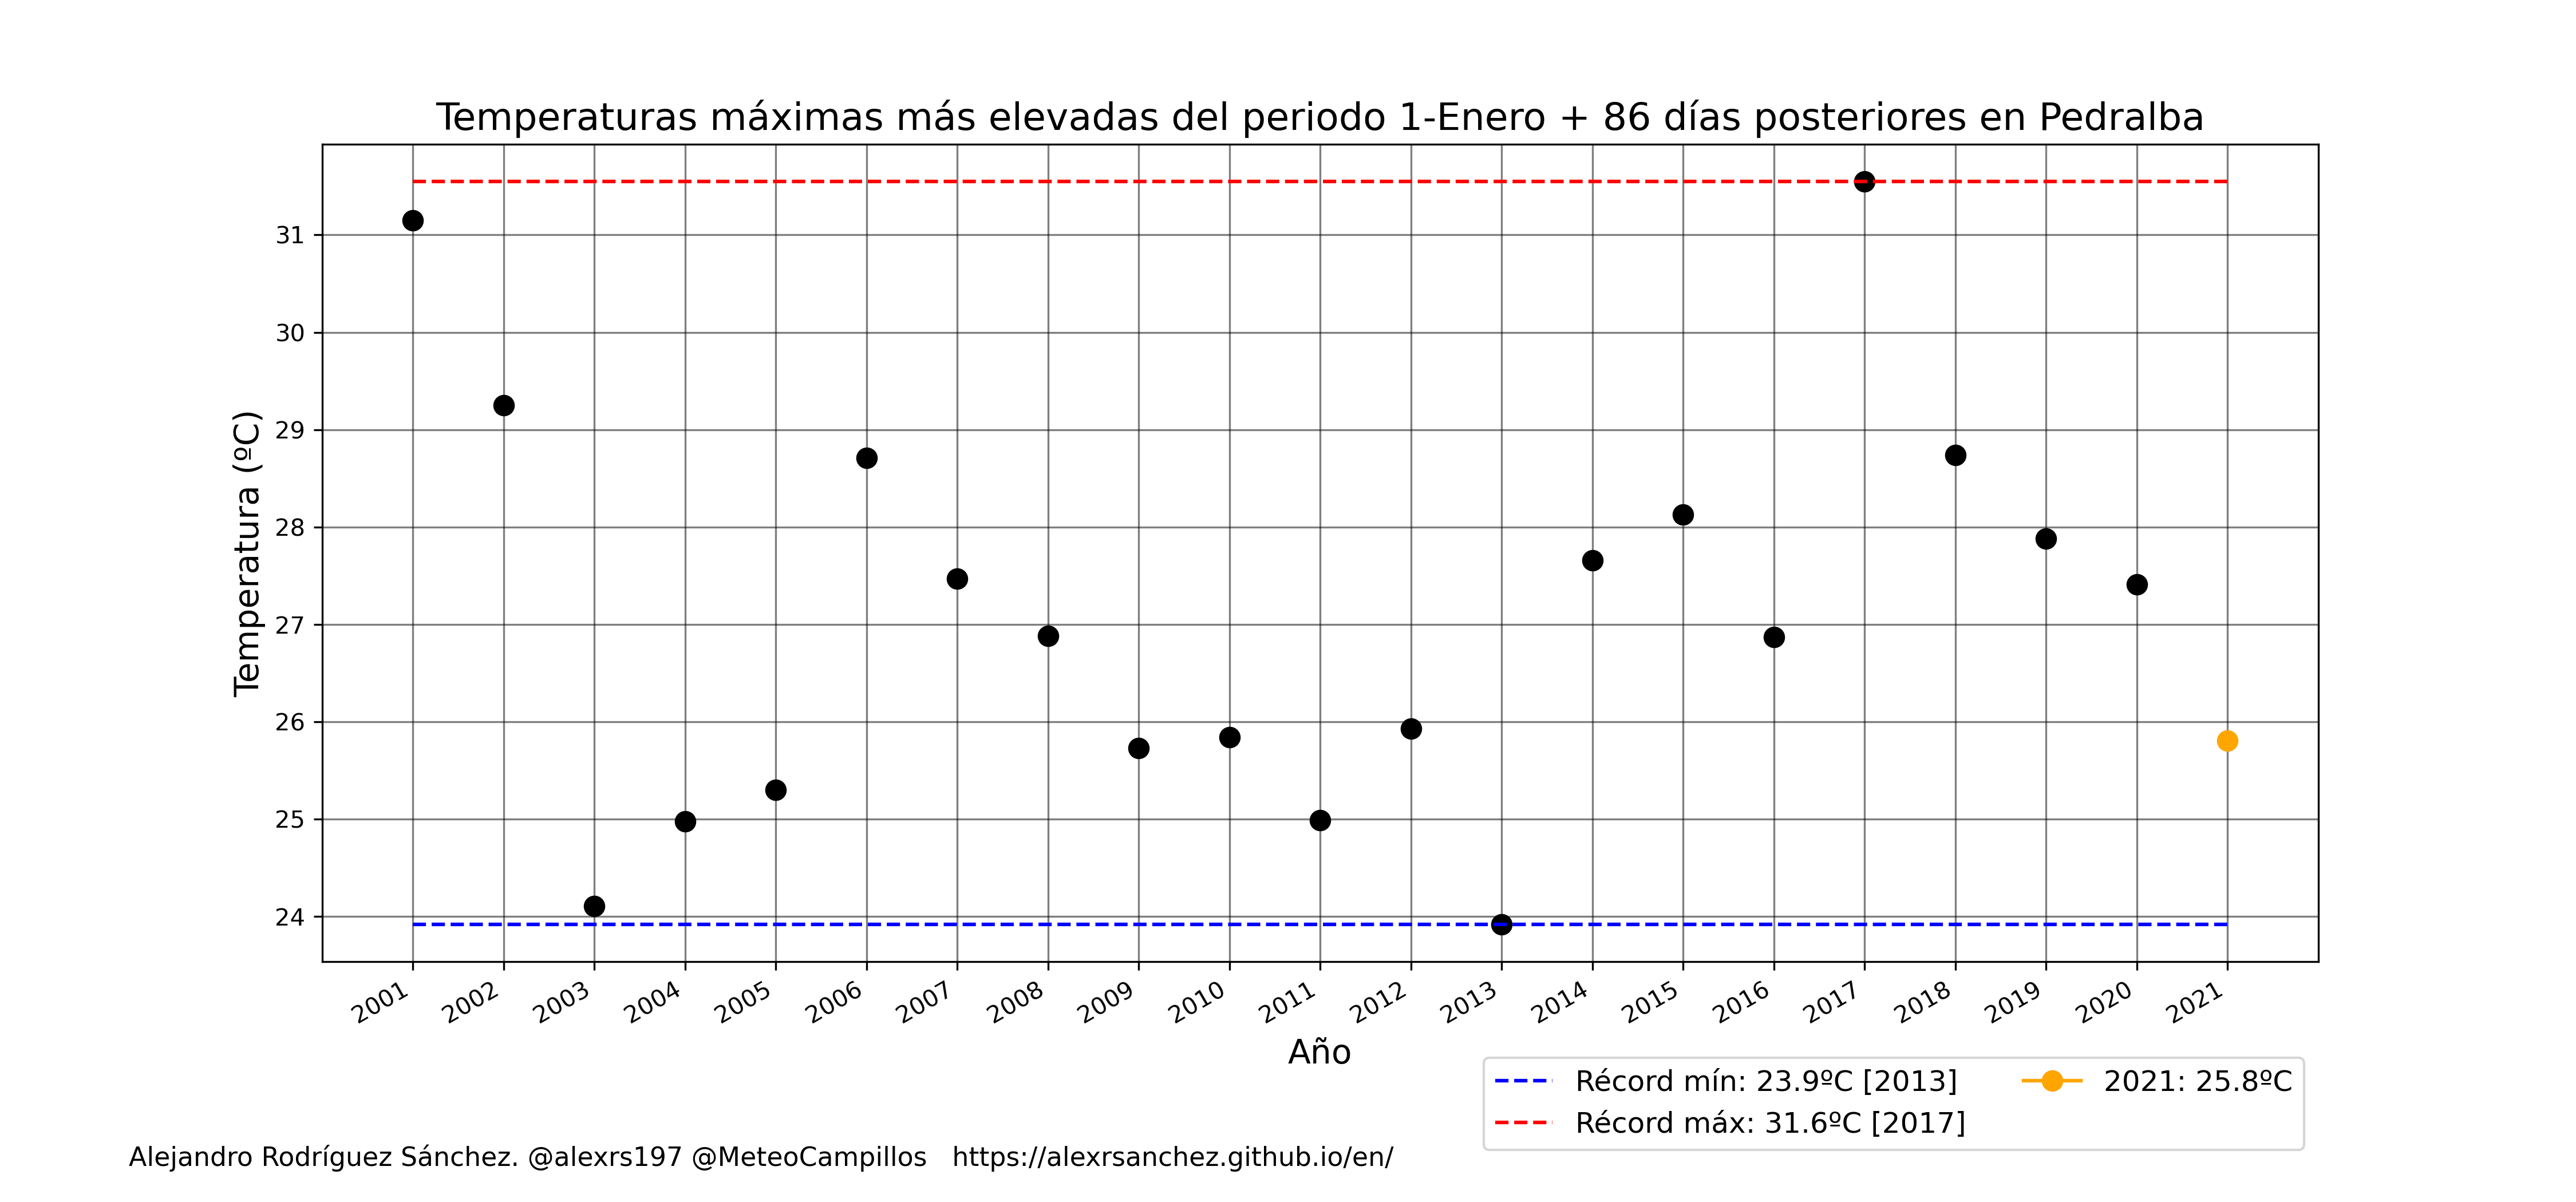 Temperaturas máximas más elevadas del periodo 1-Enero + 86 días posteriores en Pedralba
Temperatura (ºC)
31
30
29
28
27
26
25
24
2001 2002 2003 2004 2005 2006 2007 2008 2009 2010 2011 2012 2013 2014 2015 2016 2017 2018 2019 2020 2021
Año
Récord mín: 23.9ºC [2013]
Récord máx: 31.6ºC [2017]
2021: 25.8ºC
Alejandro Rodríguez Sánchez. @alexrs197 @MeteoCampillos https://alexrsanchez.github.io/en/